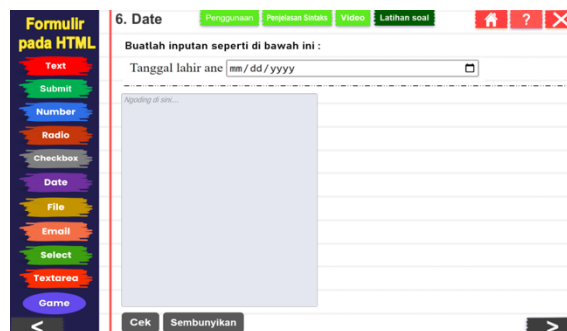 Formulir
pada HTML
Text
Submit
Number
Radio
Checkbox
Date
File
Email
Select
Textarea
Game
<
6. Date
Penggunaan
Penjelasan Sintaks
Video
Latihan soal
?
Buatlah inputan seperti di bawah ini :
Tanggal lahir ane mm/dd/yyyy
Ngoding di sini...
Cek
Sembunyikan
>